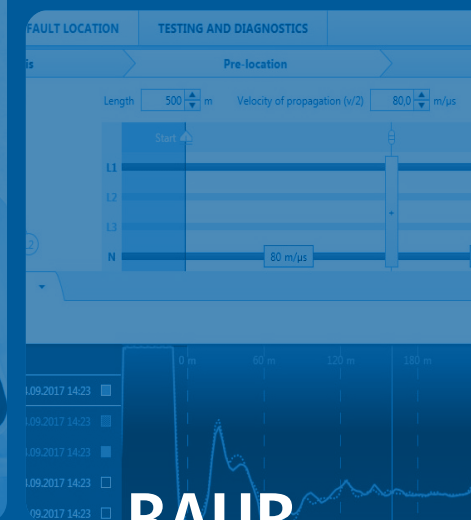 FAULT LOCATION TESTING AND DIAGNOSTICS
Pre-location
Length 500 m Velocity of propagation (v/2) 80,0 m/µs
Start
L1
L2
L3
N 80 m/µs
0 m 60 m 120 m 180 m
.09.2017 14:23
.09.2017 14:23
.09.2017 14:23
.09.2017 14:23
09.2017 14:23
BAUR